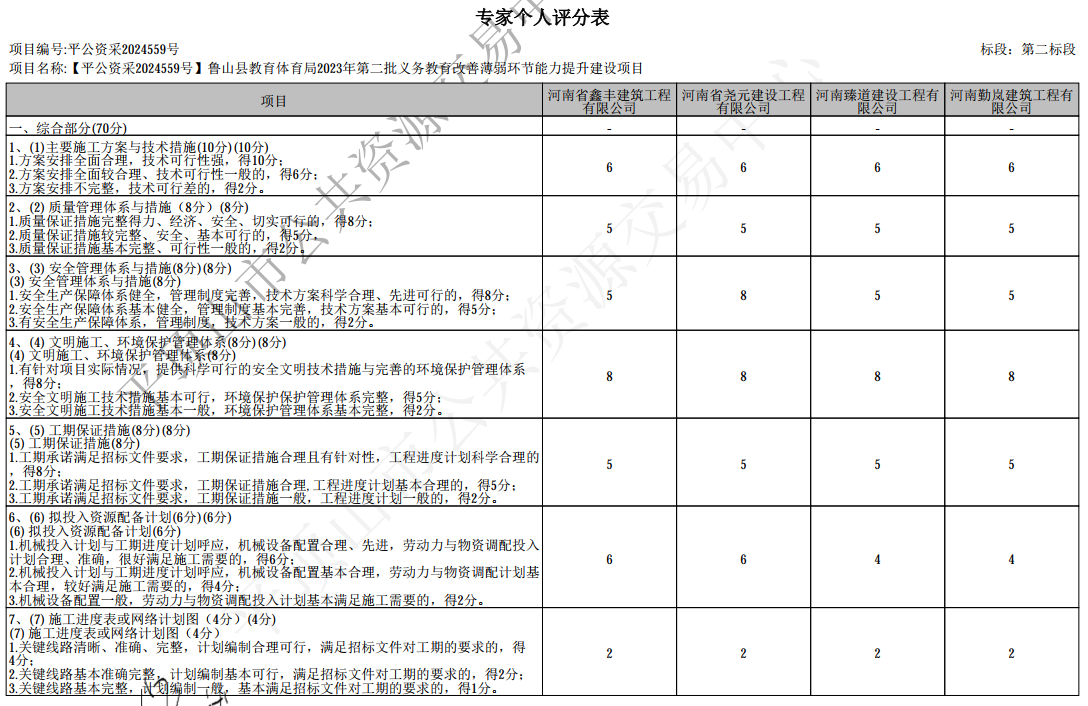 专家个人评分表
项目编号:平公资采2024559号 标段：第二标段
项目名称:【平公资采2024559号】鲁山县教育体育局2023年第二批义务教育改善薄弱环节能力提升建设项目
项目 河南省鑫丰建筑工程有限公司 河南省尧元建设工程有限公司 河南臻道建设工程有限公司 河南勤岚建筑工程有限公司
一、综合部分(70分) - - - -
1、(1)主要施工方案与技术措施(10分)(10分)
1.方案安排全面合理，技术可行性强，得10分；
2.方案安排全面较合理、技术可行性一般的，得6分；
3.方案安排不完整，技术可行差的，得2分。
6 6 6 6
2、(2) 质量管理体系与措施（8分）(8分)
1.质量保证措施完整得力、经济、安全、切实可行的，得8分；
2.质量保证措施较完整、安全、基本可行的，得5分，
3.质量保证措施基本完整、可行性一般的，得2分。
5 5 5 5
3、(3) 安全管理体系与措施(8分)(8分)
(3) 安全管理体系与措施(8分)
1.安全生产保障体系健全，管理制度完善，技术方案科学合理、先进可行的，得8分；
2.安全生产保障体系基本健全，管理制度基本完善，技术方案基本可行的，得5分；
3.有安全生产保障体系，管理制度，技术方案一般的，得2分。
5 8 5 5
4、(4) 文明施工、环境保护管理体系(8分)(8分)
(4) 文明施工、环境保护管理体系(8分)
1.有针对项目实际情况，提供科学可行的安全文明技术措施与完善的环境保护管理体系
，得8分；
2.安全文明施工技术措施基本可行，环境保护保护管理体系完整，得5分；
3.安全文明施工技术措施基本一般，环境保护管理体系基本完整，得2分。
8 8 8 8
5、(5) 工期保证措施(8分)(8分)
(5) 工期保证措施(8分)
1.工期承诺满足招标文件要求，工期保证措施合理且有针对性，工程进度计划科学合理的
，得8分；
2.工期承诺满足招标文件要求，工期保证措施合理,工程进度计划基本合理的，得5分；
3.工期承诺满足招标文件要求，工期保证措施一般，工程进度计划一般的，得2分。
5 5 5 5
6、(6) 拟投入资源配备计划(6分)(6分)
(6) 拟投入资源配备计划(6分)
1.机械投入计划与工期进度计划呼应，机械设备配置合理、先进，劳动力与物资调配投入
计划合理、准确，很好满足施工需要的，得6分；
2.机械投入计划与工期进度计划呼应，机械设备配置基本合理，劳动力与物资调配计划基
本合理，较好满足施工需要的，得4分；
3.机械设备配置一般，劳动力与物资调配投入计划基本满足施工需要的，得2分。
6 6 4 4
7、(7) 施工进度表或网络计划图（4分）(4分)
(7) 施工进度表或网络计划图（4分）
1.关键线路清晰、准确、完整，计划编制合理可行，满足招标文件对工期的要求的，得
4分；
2.关键线路基本准确完整，计划编制基本可行，满足招标文件对工期的要求的，得2分；
3.关键线路基本完整，计划编制一般，基本满足招标文件对工期的要求的，得1分。
2 2 2 2
平顶山市公共资源交易中心
平顶山市公共资源交易中心